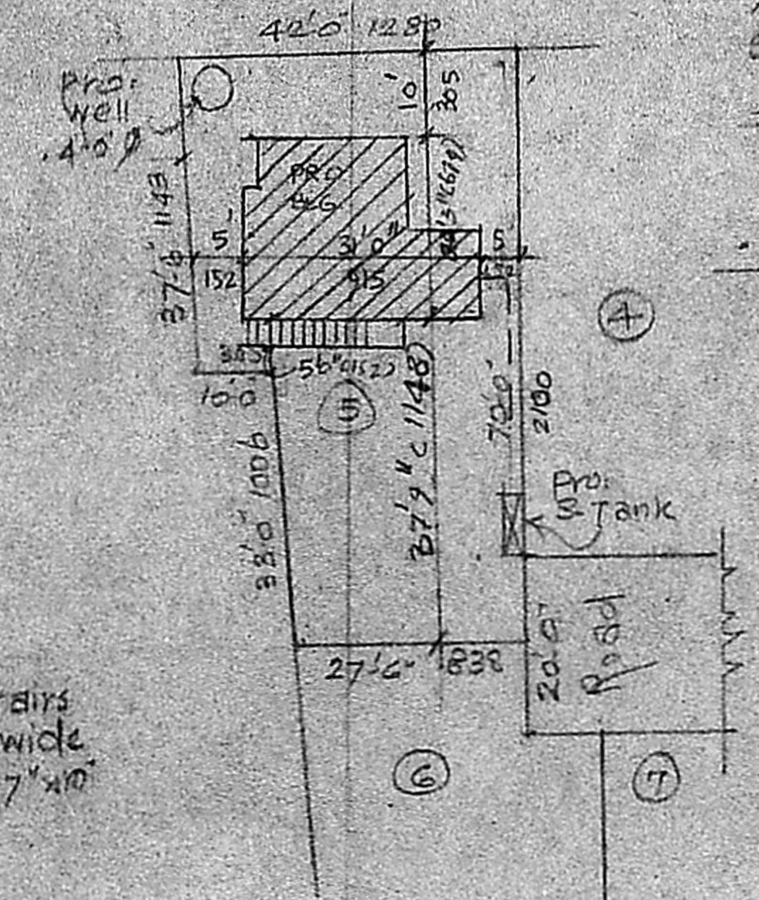 42'0" 1280
Pro.
well
4'0"ϕ
10'
305
37'6" 1143
PRO
BLG
5'
152
31'0"
915
5'
305
5'6"(152)
10'0"
5
4
33'0" 1006
37'9"(1148)
70'0"
2100
Pro.
S-Tank
27'6" 838
20'0"
Road
airs
wide
7"x10"
6
7